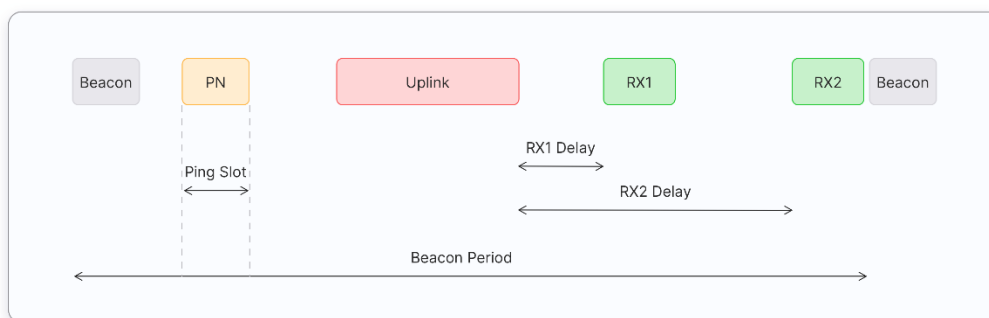 Beacon
PN
Uplink
RX1
RX2
Beacon
RX1 Delay
Ping Slot
RX2 Delay
Beacon Period